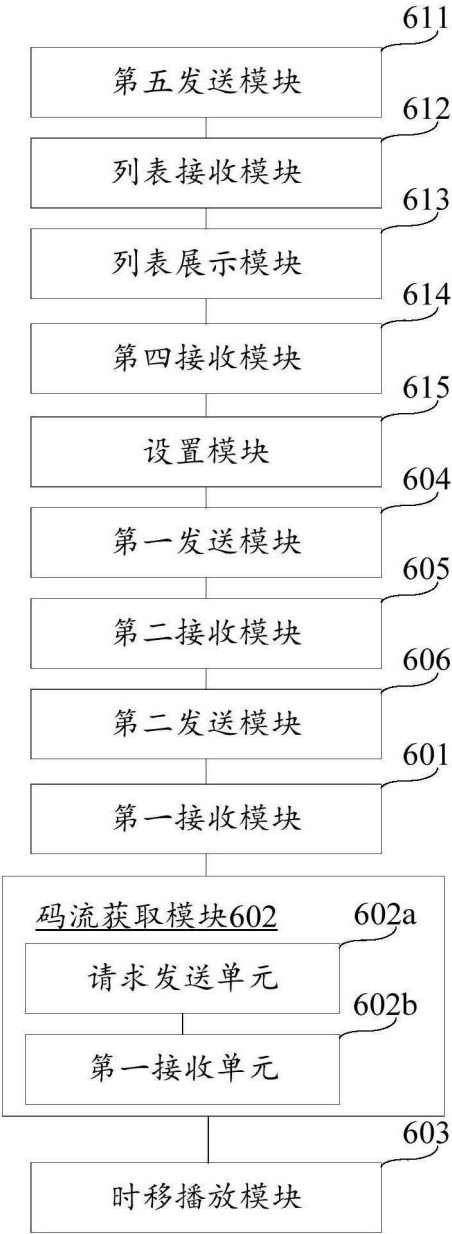 611
第五发送模块
612
列表接收模块
613
列表展示模块
614
第四接收模块
615
设置模块
604
第一发送模块
605
第二接收模块
606
第二发送模块
601
第一接收模块
码流获取模块602
602a
请求发送单元
602b
第一接收单元
603
时移播放模块